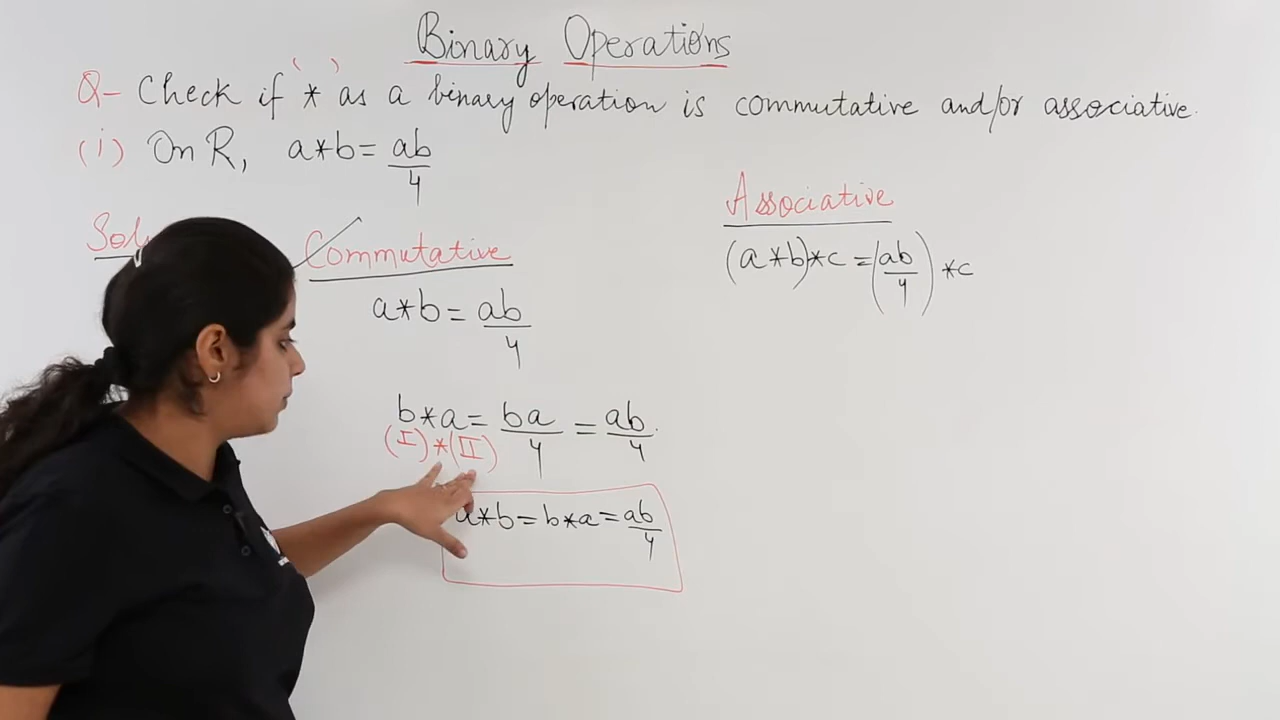 Binary Operations
Q- Check if '*' as a binary operation is commutative and/or associative.
(i) On R, a*b = ab/4
Sol
Commutative
a*b = ab/4
b*a = ba/4 = ab/4
(I)*(II)
a*b = b*a = ab/4
Associative
(a*b)*c = (ab/4)*c